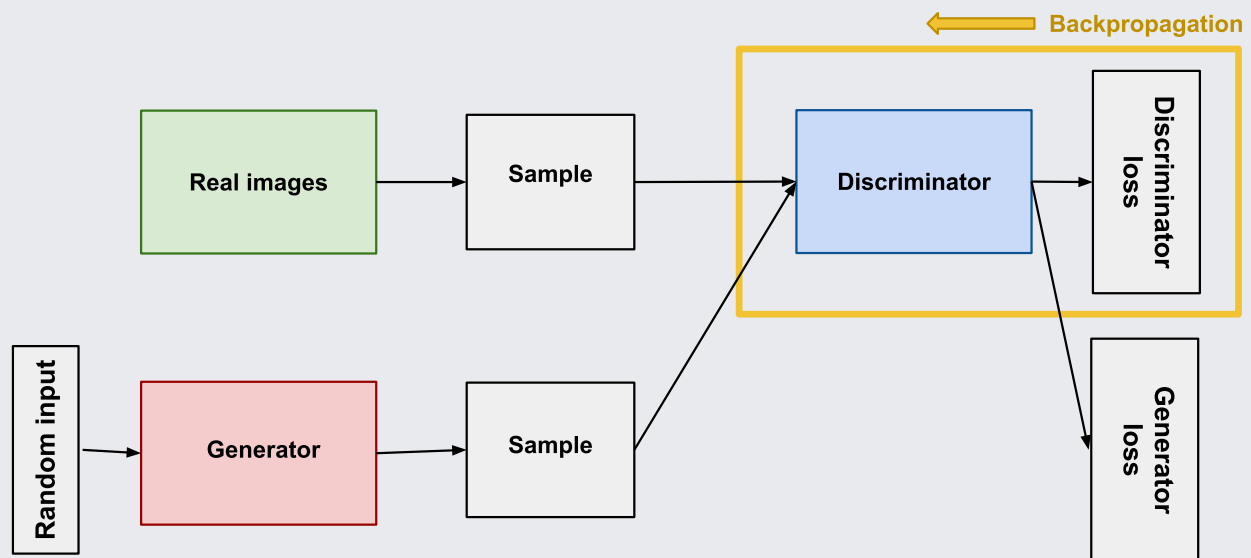 Backpropagation
Real images
Sample
Discriminator
Discriminator
loss
Random input
Generator
Sample
Generator
loss